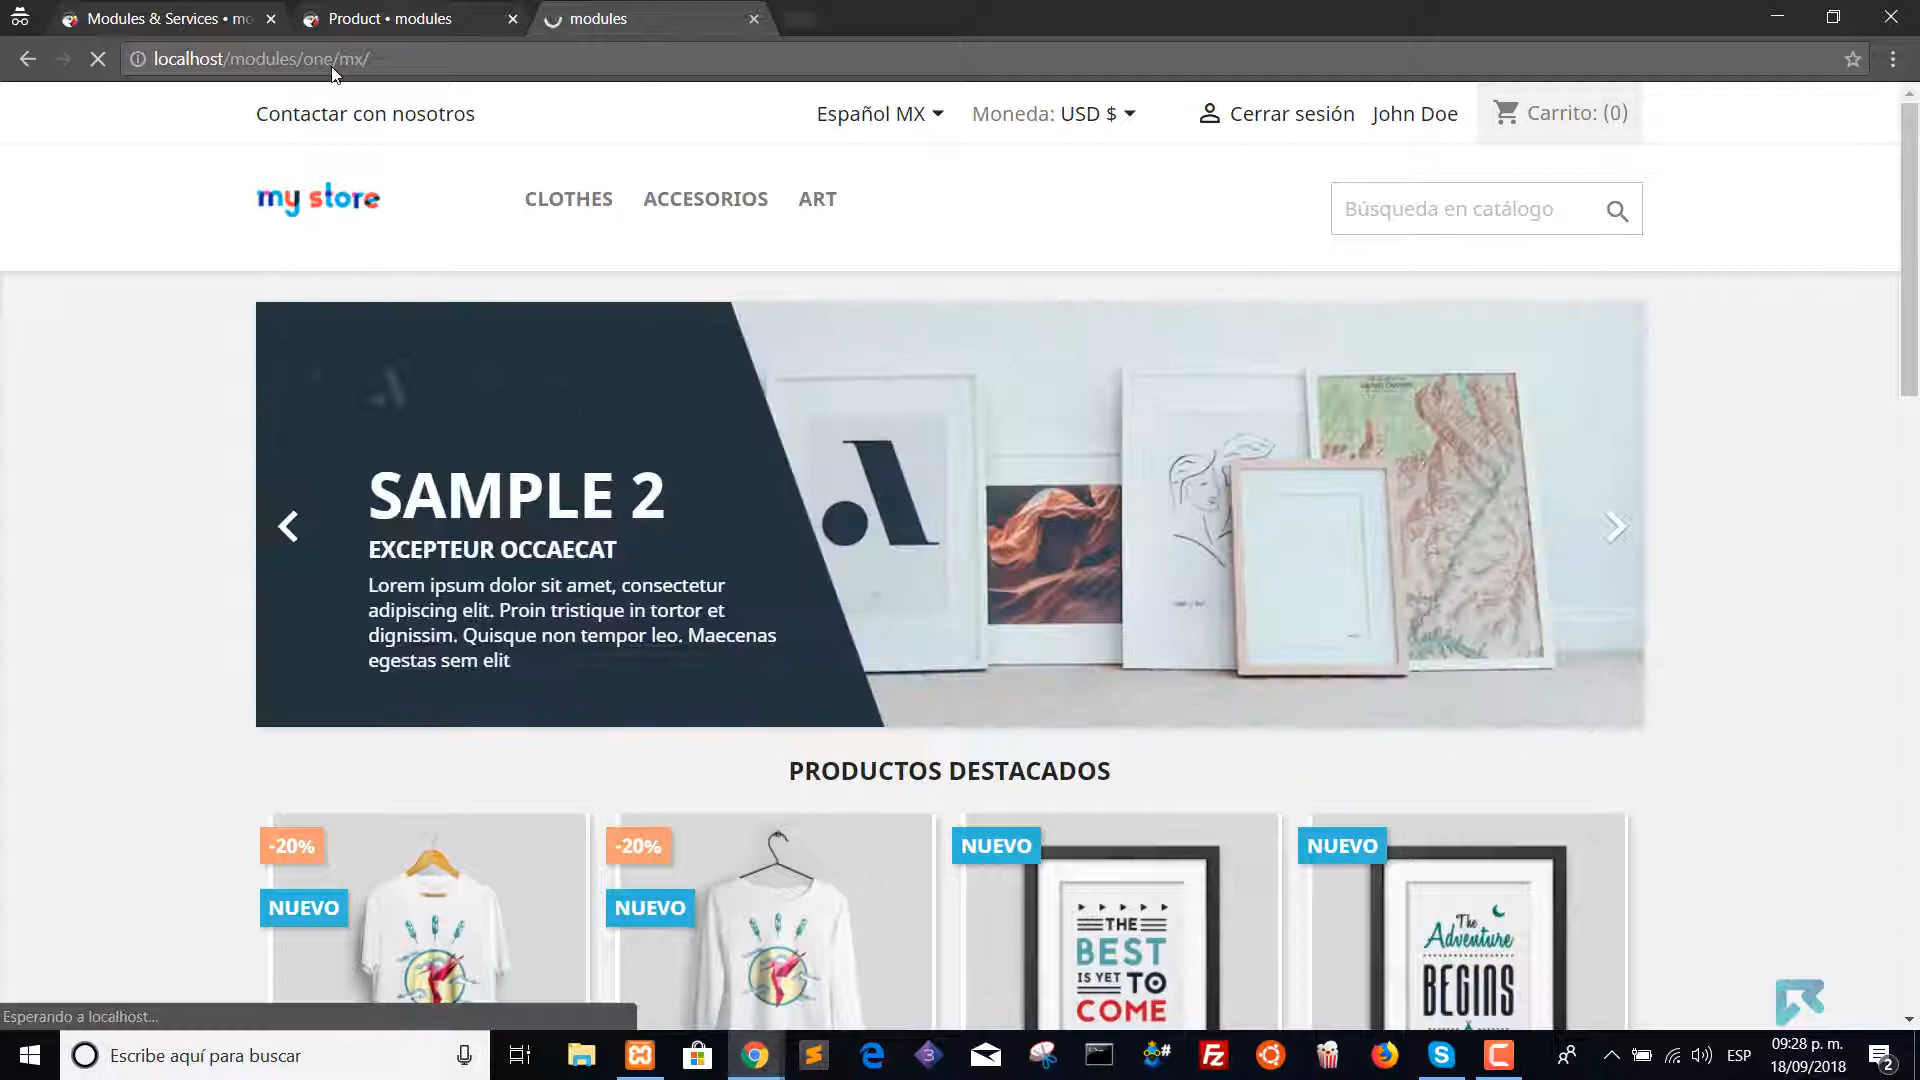 Modules & Services • mo
Product • modules
modules
localhost/modules/one/mx/
Contactar con nosotros
Español MX
Moneda: USD $
Cerrar sesión
John Doe
Carrito: (0)
my store
CLOTHES
ACCESORIOS
ART
Búsqueda en catálogo
SAMPLE 2
EXCEPTEUR OCCAECAT
Lorem ipsum dolor sit amet, consectetur
adipiscing elit. Proin tristique in tortor et
dignissim. Quisque non tempor leo. Maecenas
egestas sem elit
PRODUCTOS DESTACADOS
-20%
NUEVO
-20%
NUEVO
NUEVO
THE
BEST
IS YET TO
COME
NUEVO
The
Adventure
BEGINS
Esperando a localhost...
Escribe aquí para buscar
ESP
09:28 p. m.
18/09/2018
2